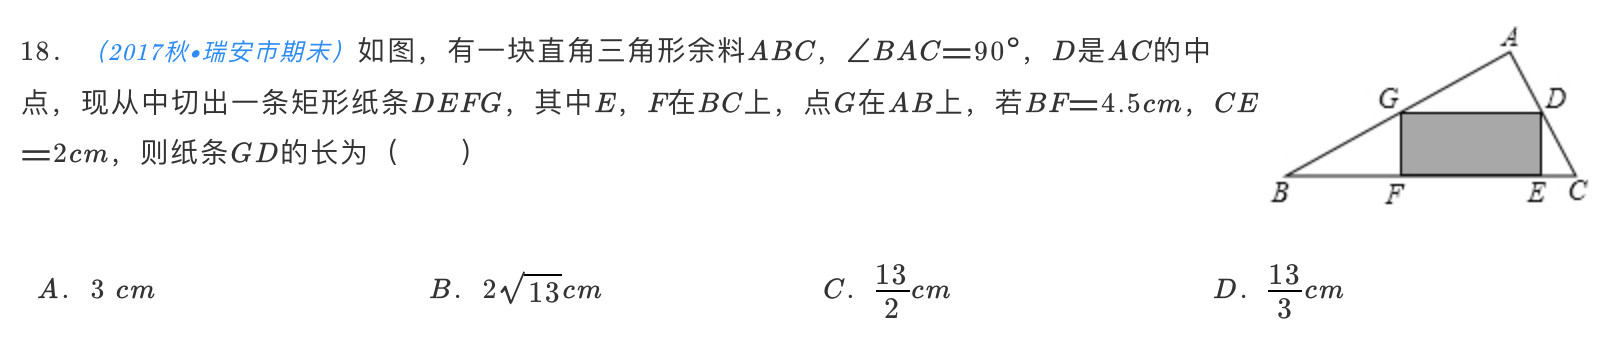 18. （2017秋•瑞安市期末）如图，有一块直角三角形余料ABC，∠BAC=90°，D是AC的中
点，现从中切出一条矩形纸条DEFG，其中E，F在BC上，点G在AB上，若BF=4.5cm，CE
=2cm，则纸条GD的长为（　　）
A
G D
B F E C
A. 3 cm B. 2√13cm C. 13/2cm D. 13/3cm